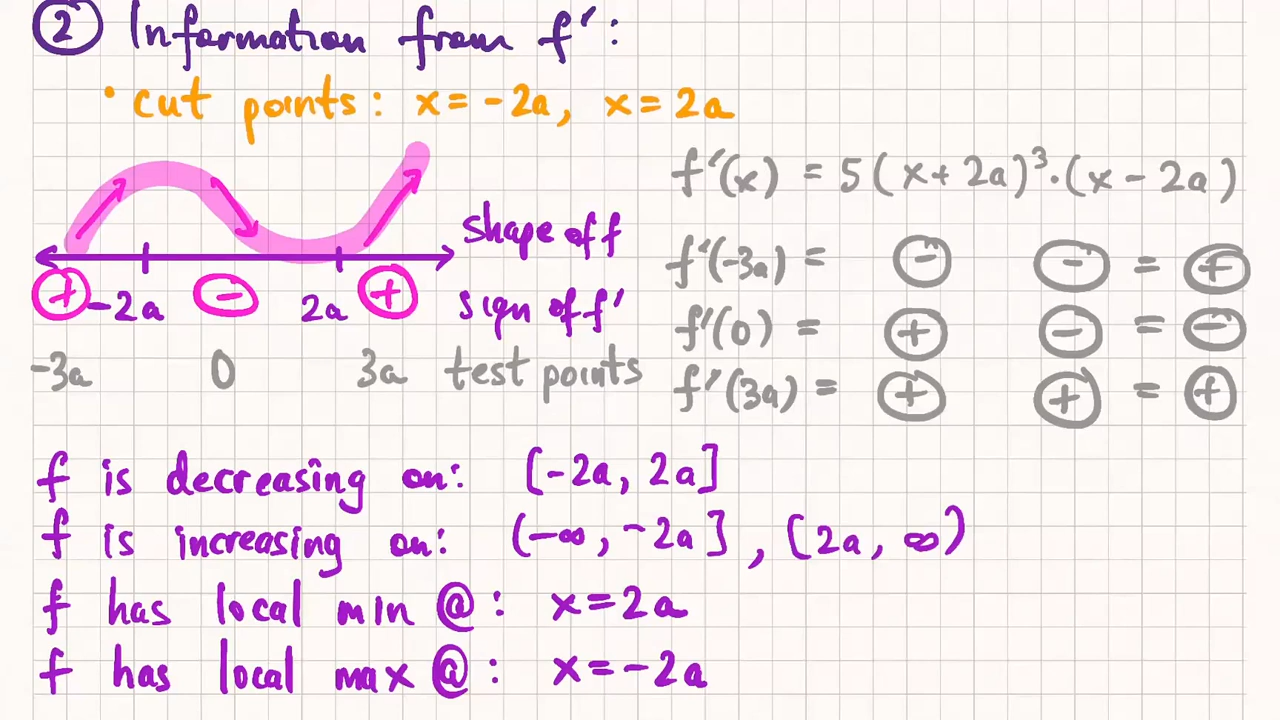 ② Information from f′:
• cut points: x = -2a, x = 2a
f′(x) = 5(x + 2a)³·(x - 2a)
shape of f
f′(-3a) = ⊖ ⊖ = ⊕
⊕ -2a ⊖ 2a ⊕ sign of f′
f′(0) = ⊕ ⊖ = ⊖
-3a 0 3a test points
f′(3a) = ⊕ ⊕ = ⊕
f is decreasing on: [-2a, 2a]
f is increasing on: (-∞, -2a], [2a, ∞)
f has local min @: x = 2a
f has local max @: x = -2a